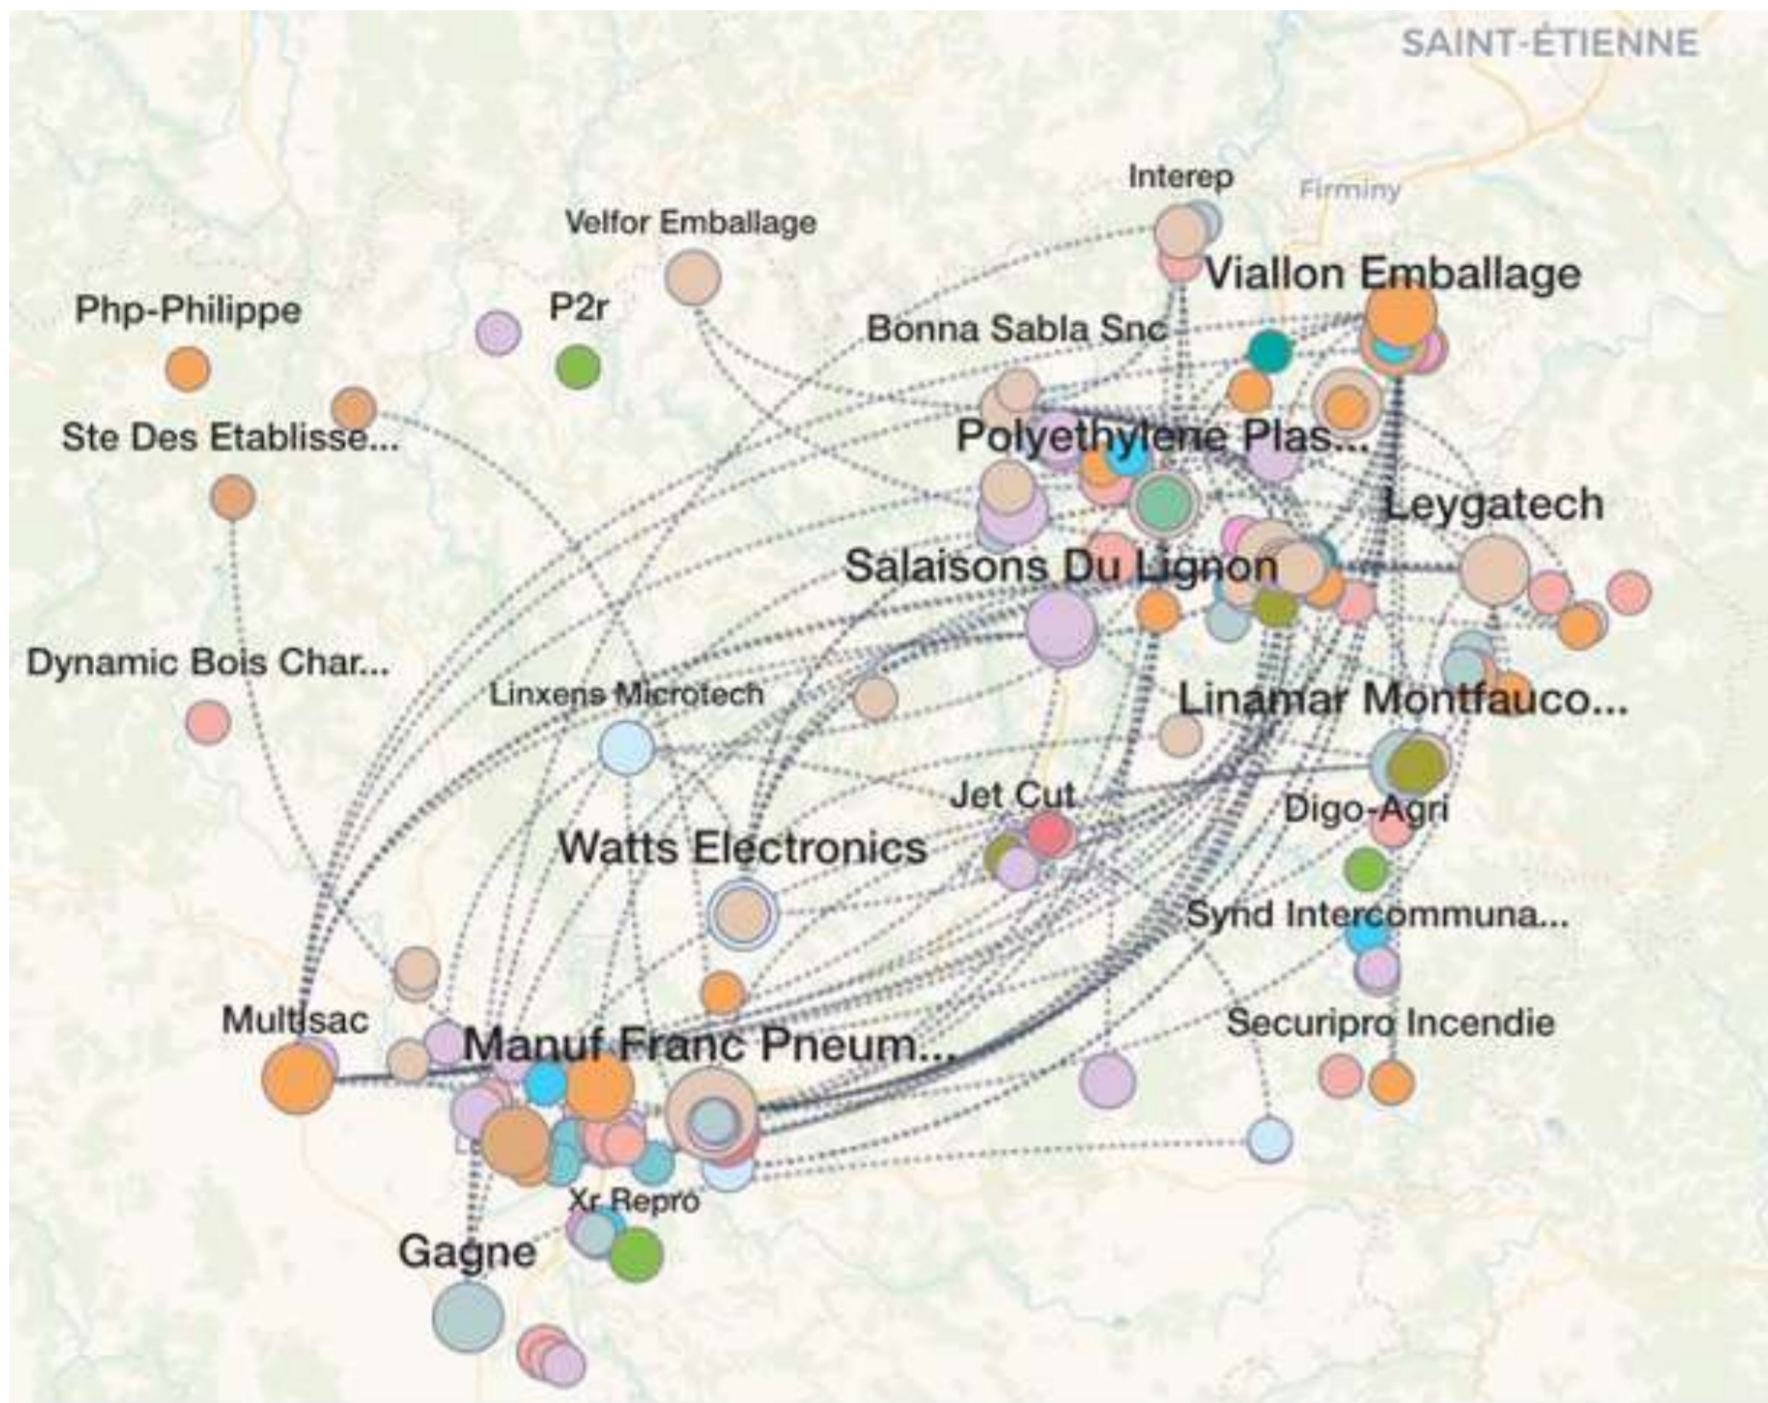 SAINT-ÉTIENNE
Interep
Firminy
Velfor Emballage
Viallon Emballage
Php-Philippe
P2r
Bonna Sabla Snc
Ste Des Etablisse...
Polyethylene Plas...
Leygatech
Salaisons Du Lignon
Dynamic Bois Char...
Linxens Microtech
Linamar Montfauco...
Jet Cut
Digo-Agri
Watts Electronics
Synd Intercommuna...
Multisac
Securipro Incendie
Manuf Franc Pneum...
Xr Repro
Gagne